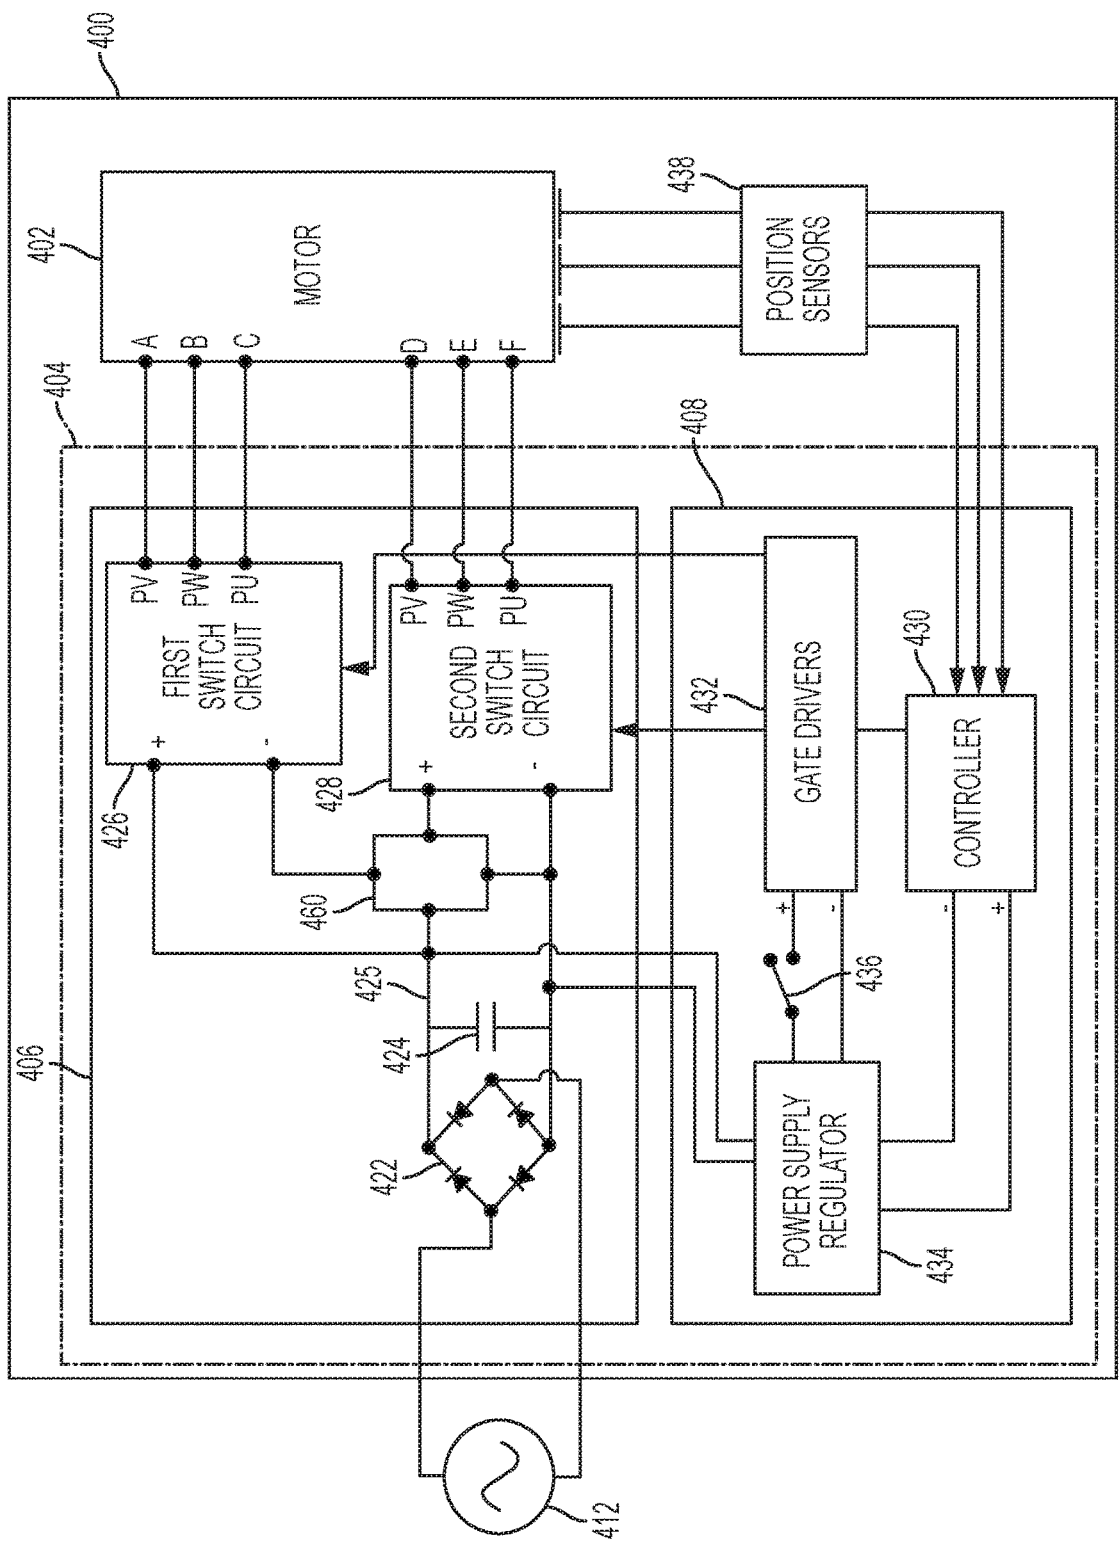 400
402
MOTOR
A
B
C
D
E
F
438
POSITION
SENSORS
404
406
408
426
FIRST
SWITCH
CIRCUIT
PV
PW
PU
+
-
428
SECOND
SWITCH
CIRCUIT
PV
PW
PU
+
-
460
425
424
422
412
432
GATE DRIVERS
+
-
430
CONTROLLER
-
+
436
POWER SUPPLY
REGULATOR
434